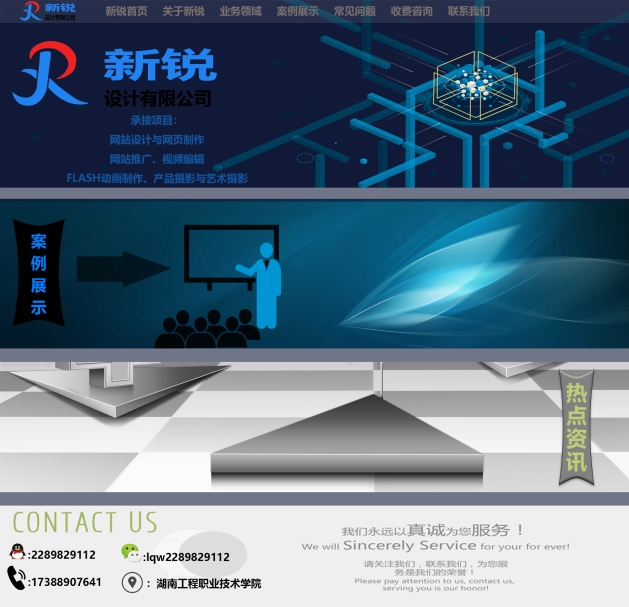 新锐
设计有限公司
新锐首页 关于新锐 业务领域 案例展示 常见问题 收费咨询 联系我们
新锐
设计有限公司
承接项目：
网站设计与网页制作
网站推广、视频编辑
FLASH动画制作、产品摄影与艺术摄影
案例展示
热点资讯
CONTACT US
:2289829112
:lqw2289829112
:17388907641
：湖南工程职业技术学院
我们永远以真诚为您服务！
We will Sincerely Service for your for ever!
请关注我们，联系我们，为您服
务是我们的荣誉！
Please pay attention to us, contact us,
serving you is our honor!